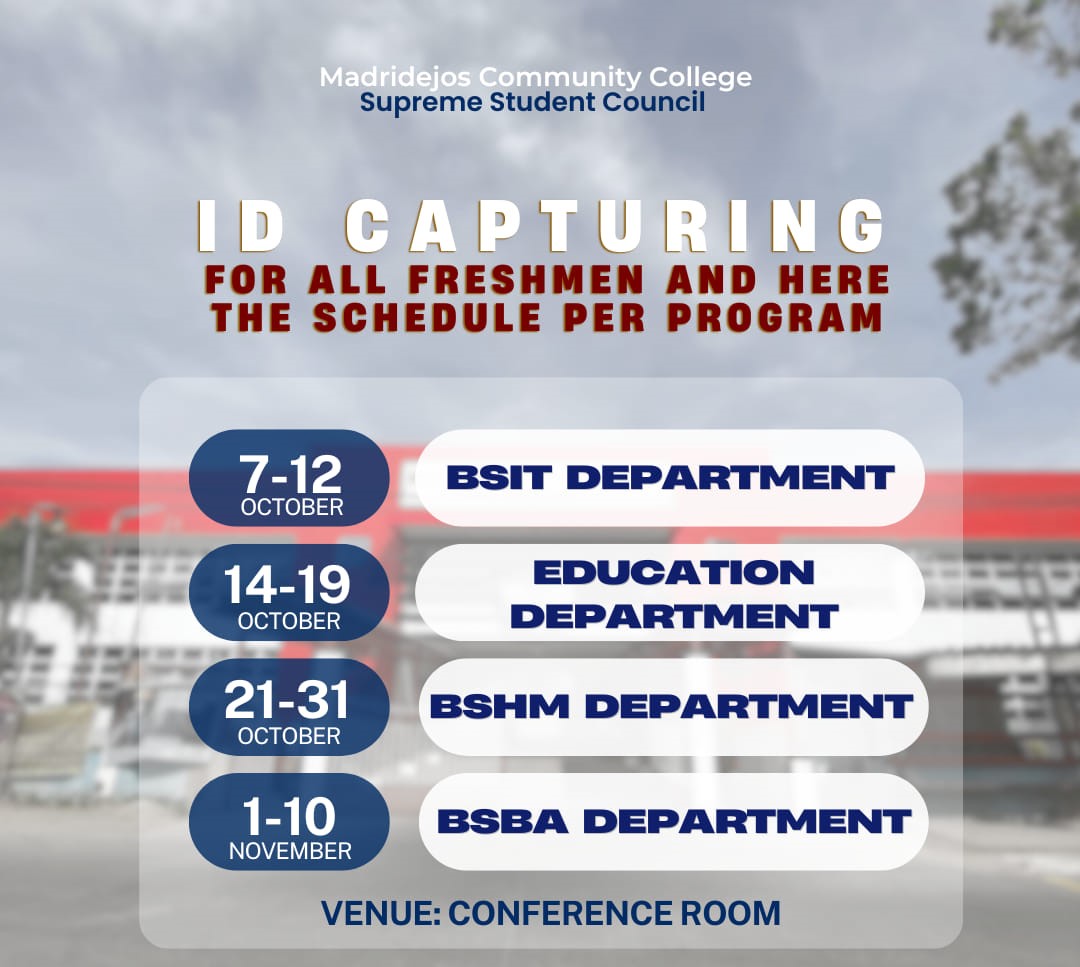 Madridejos Community College
Supreme Student Council
ID CAPTURING
FOR ALL FRESHMEN AND HERE
THE SCHEDULE PER PROGRAM
7-12
OCTOBER
BSIT DEPARTMENT
14-19
OCTOBER
EDUCATION
DEPARTMENT
21-31
OCTOBER
BSHM DEPARTMENT
1-10
NOVEMBER
BSBA DEPARTMENT
VENUE: CONFERENCE ROOM